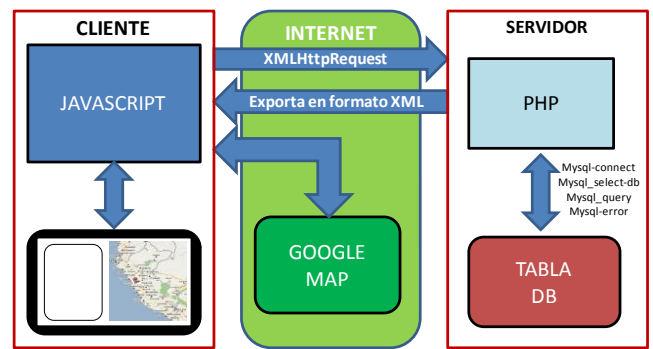 CLIENTE
INTERNET
SERVIDOR
XMLHttpRequest
JAVASCRIPT
Exporta en formato XML
PHP
Mysql-connect
Mysql_select-db
Mysql_query
Mysql-error
GOOGLE
MAP
TABLA
DB